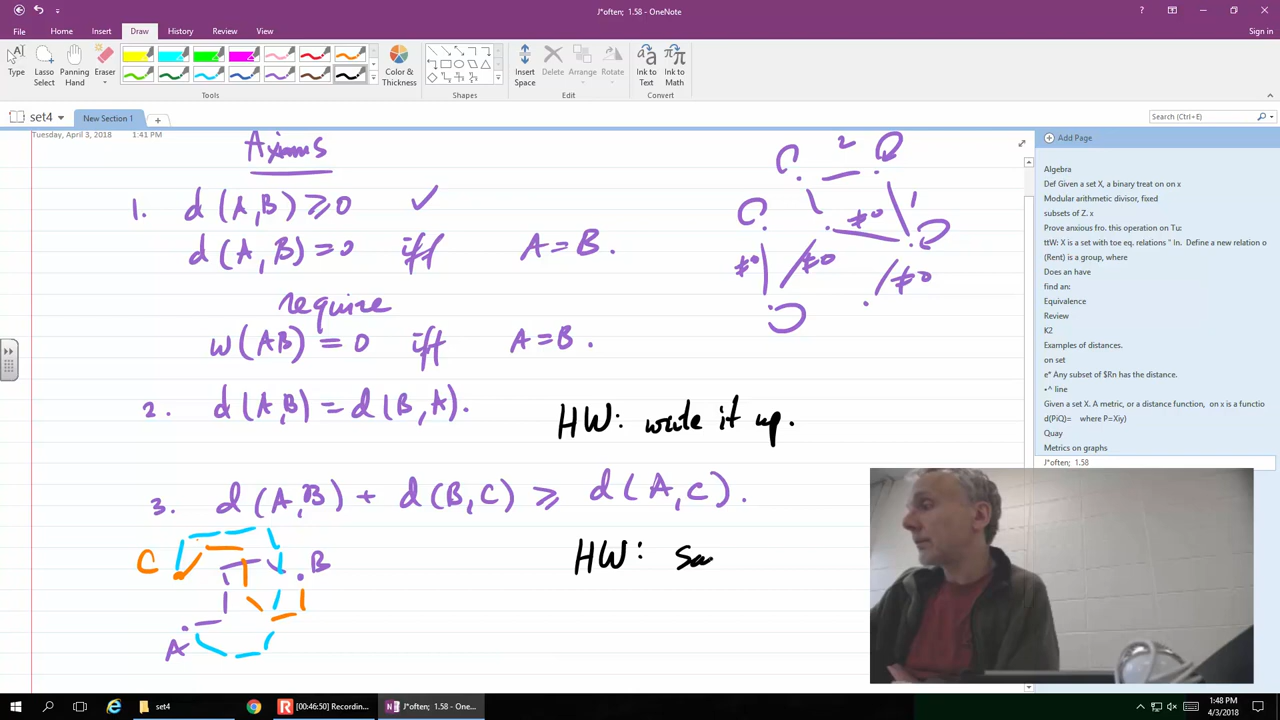 J*often; 1.58 - OneNote
Sign in
File Home Insert Draw History Review View
Type
Lasso Select
Panning Hand
Eraser
Color & Thickness
Insert Space
Delete
Arrange
Rotate
Ink to Text
Ink to Math
Tools
Shapes
Edit
Convert
set4
New Section 1
Search (Ctrl+E)
Tuesday, April 3, 2018 1:41 PM
Axioms
1. d(A,B) ≥ 0 ✓
d(A,B) = 0 iff A = B.
require
w(AB) = 0 iff A = B.
2. d(A,B) = d(B,A).
HW: write it up.
3. d(A,B) + d(B,C) ≥ d(A,C).
HW:
C
B
A
2
1
≠0
≠0
≠0
≠0
Add Page
Algebra
Def Given a set X, a binary treat on on x
Modular arithmetic divisor, fixed
subsets of Z. x
Prove anxious fro. this operation on Tu:
ttW: X is a set with toe eq. relations " In. Define a new relation o
(Rent) is a group, where
Does an have
find an:
Equivalence
Review
K2
Examples of distances.
on set
e* Any subset of $Rn has the distance.
•^ line
Given a set X. A metric, or a distance function, on x is a functio
d(PiQ)= where P=Xiy)
Quay
Metrics on graphs
J*often; 1.58
set4
[00:46:50] Recordin...
J*often; 1.58 - One...
1:48 PM
4/3/2018